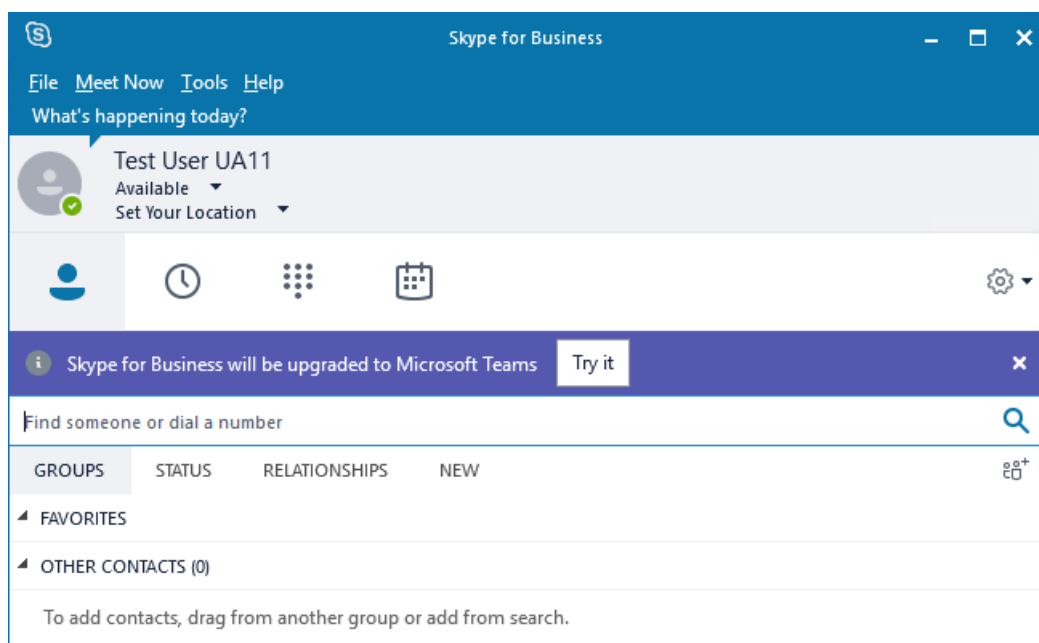 Skype for Business
File Meet Now Tools Help
What's happening today?
Test User UA11
Available
Set Your Location
Skype for Business will be upgraded to Microsoft Teams Try it
Find someone or dial a number
GROUPS STATUS RELATIONSHIPS NEW
FAVORITES
OTHER CONTACTS (0)
To add contacts, drag from another group or add from search.